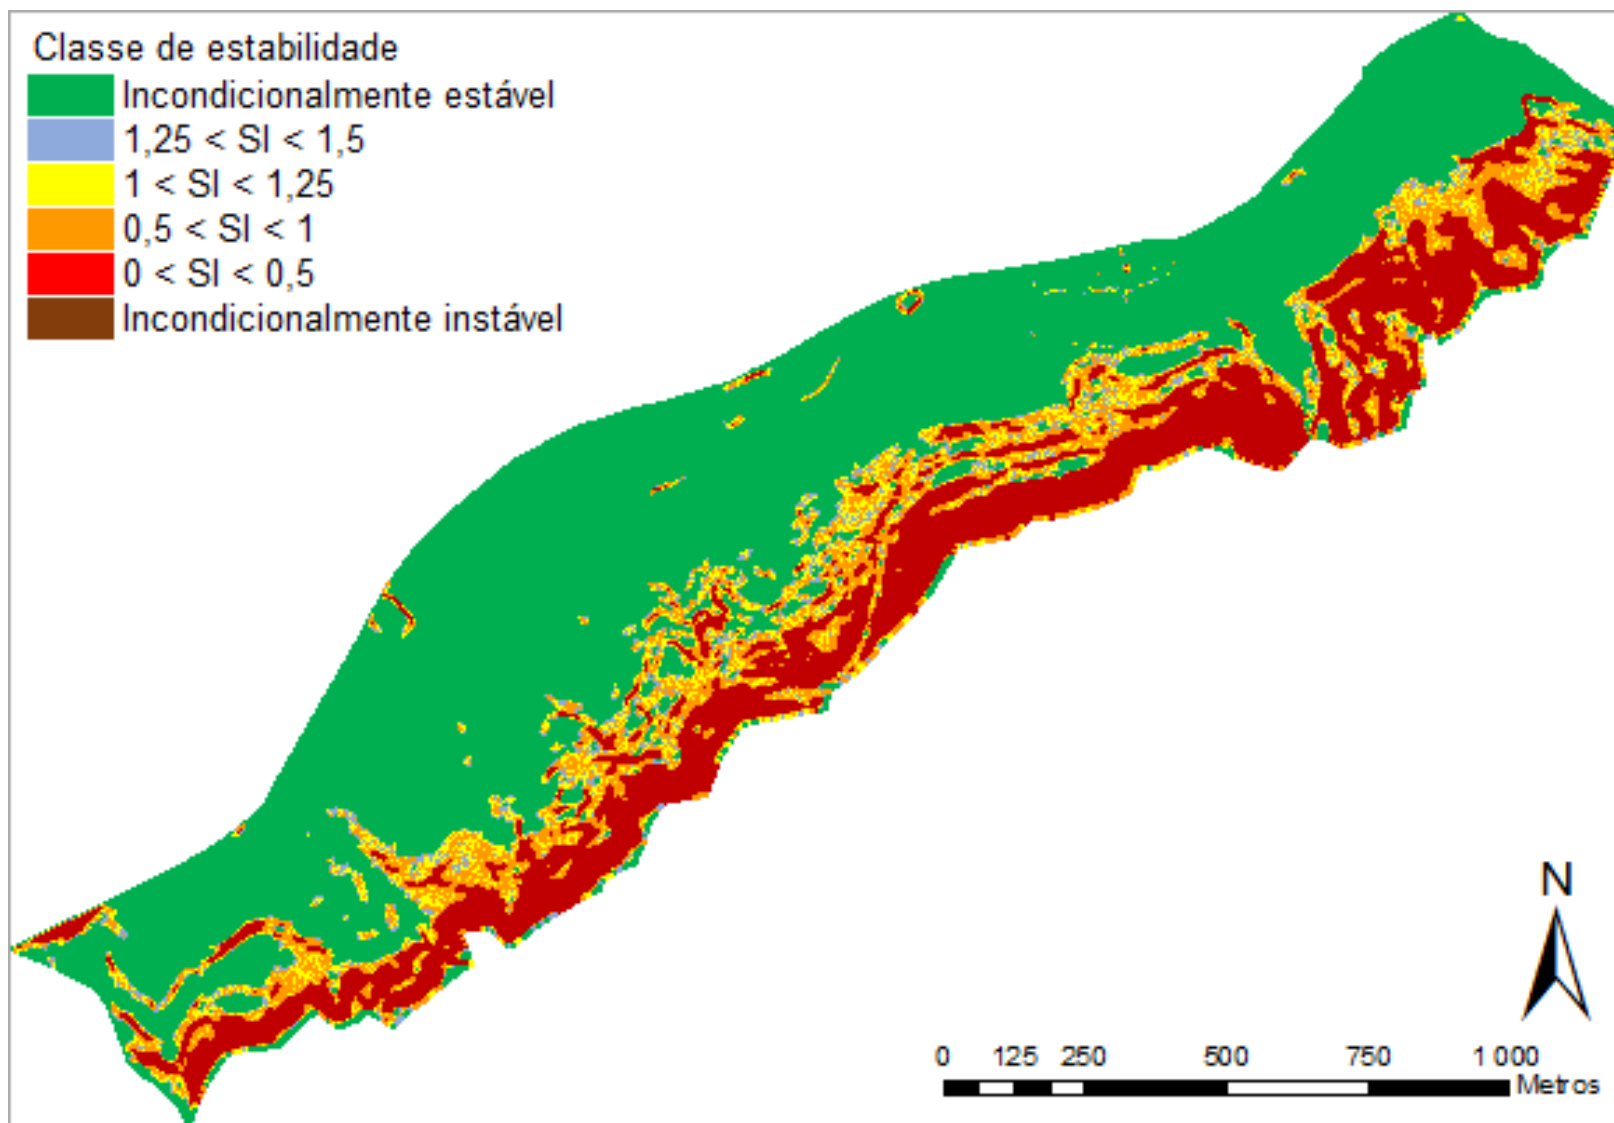 Classe de estabilidade
Incondicionalmente estável
1,25 < SI < 1,5
1 < SI < 1,25
0,5 < SI < 1
0 < SI < 0,5
Incondicionalmente instável
N
0 125 250 500 750 1 000
Metros